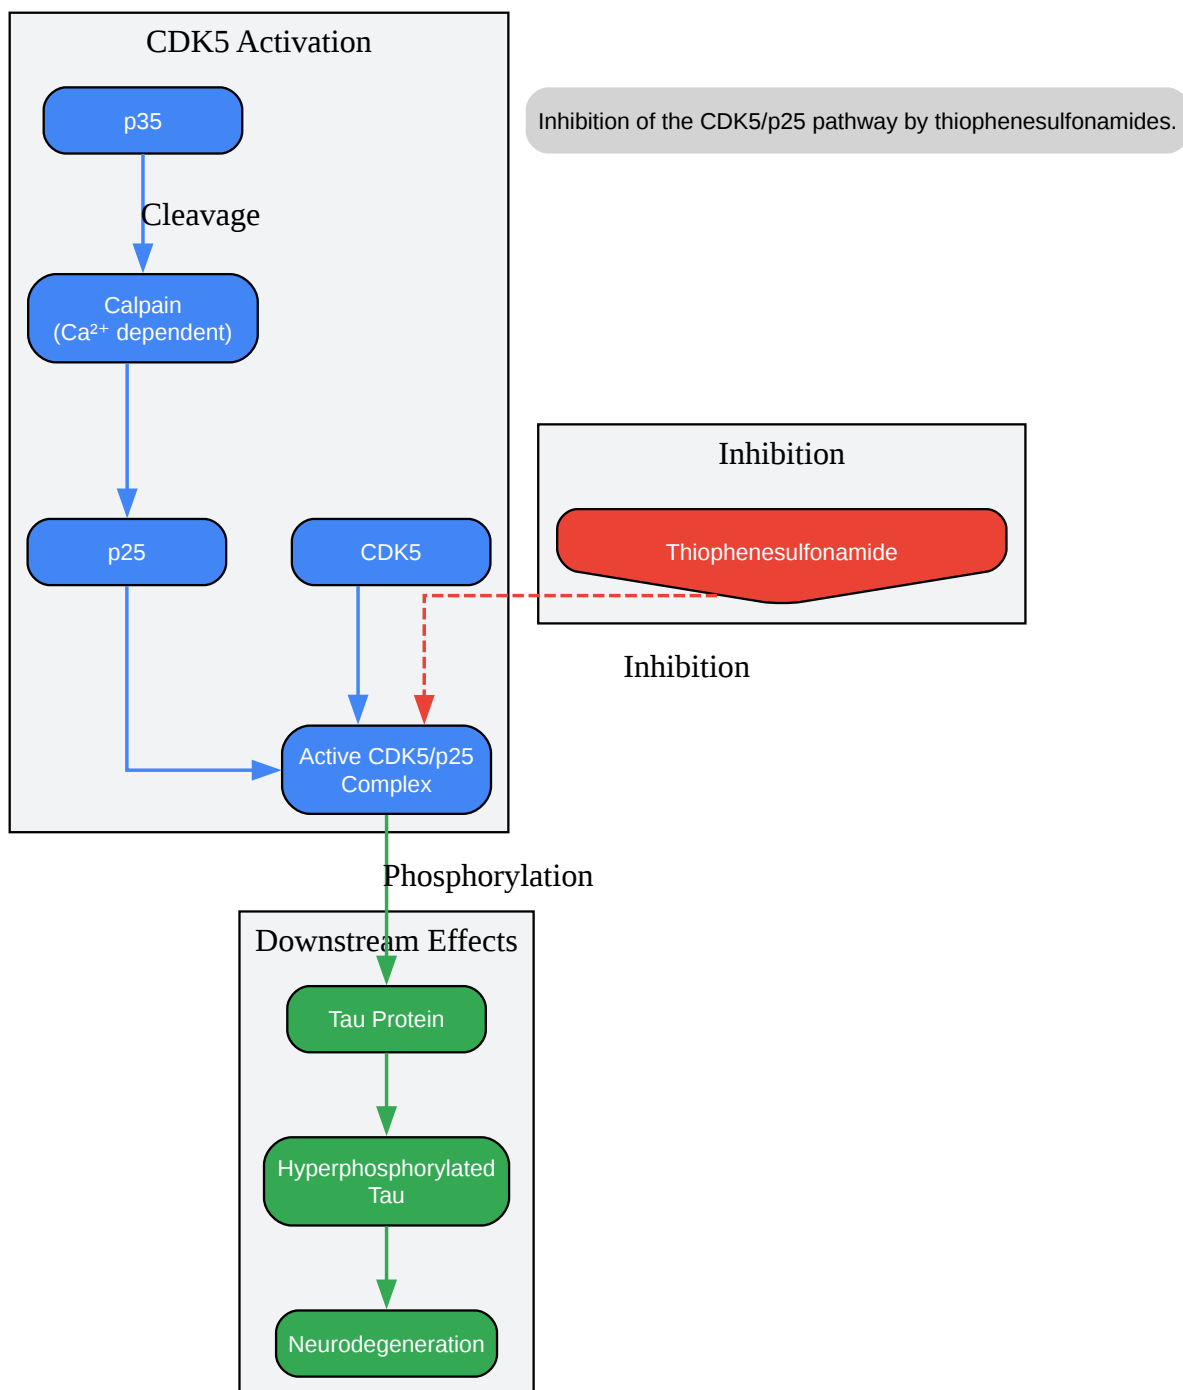 CDK5 Activation
p35
Inhibition of the CDK5/p25 pathway by thiophenesulfonamides.
Cleavage
Calpain
(Ca²⁺ dependent)
Inhibition
p25
CDK5
Thiophenesulfonamide
Inhibition
Active CDK5/p25
Complex
Phosphorylation
Downstream Effects
Tau Protein
Hyperphosphorylated
Tau
Neurodegeneration